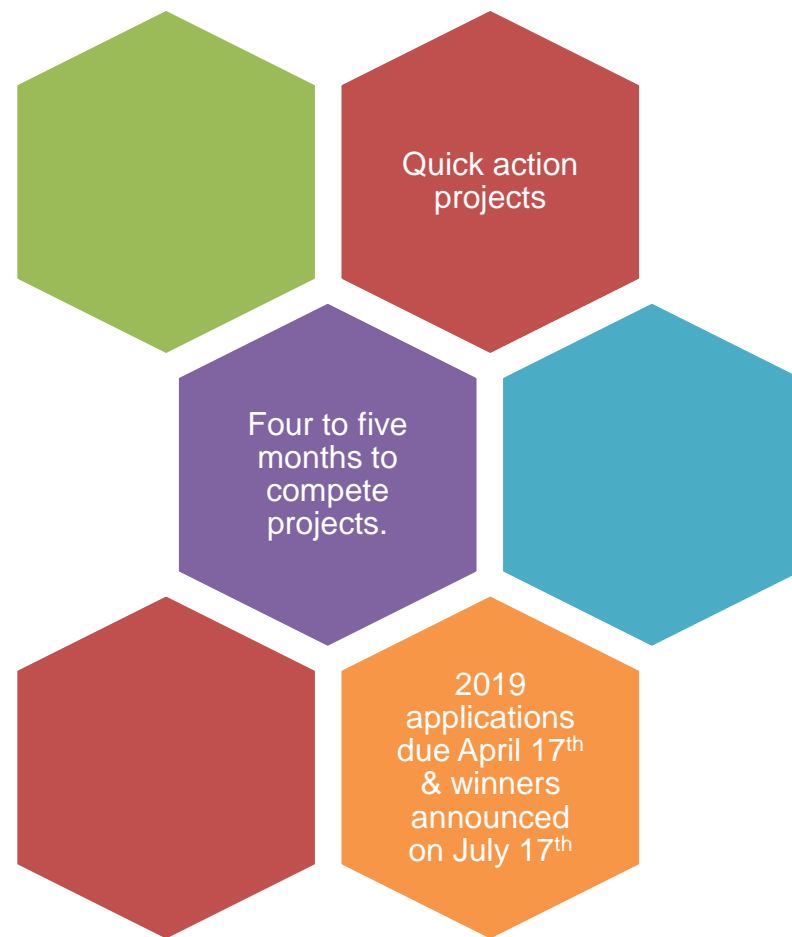 Quick action
projects
Four to five
months to
compete
projects.
2019
applications
due April 17th
& winners
announced
on July 17th